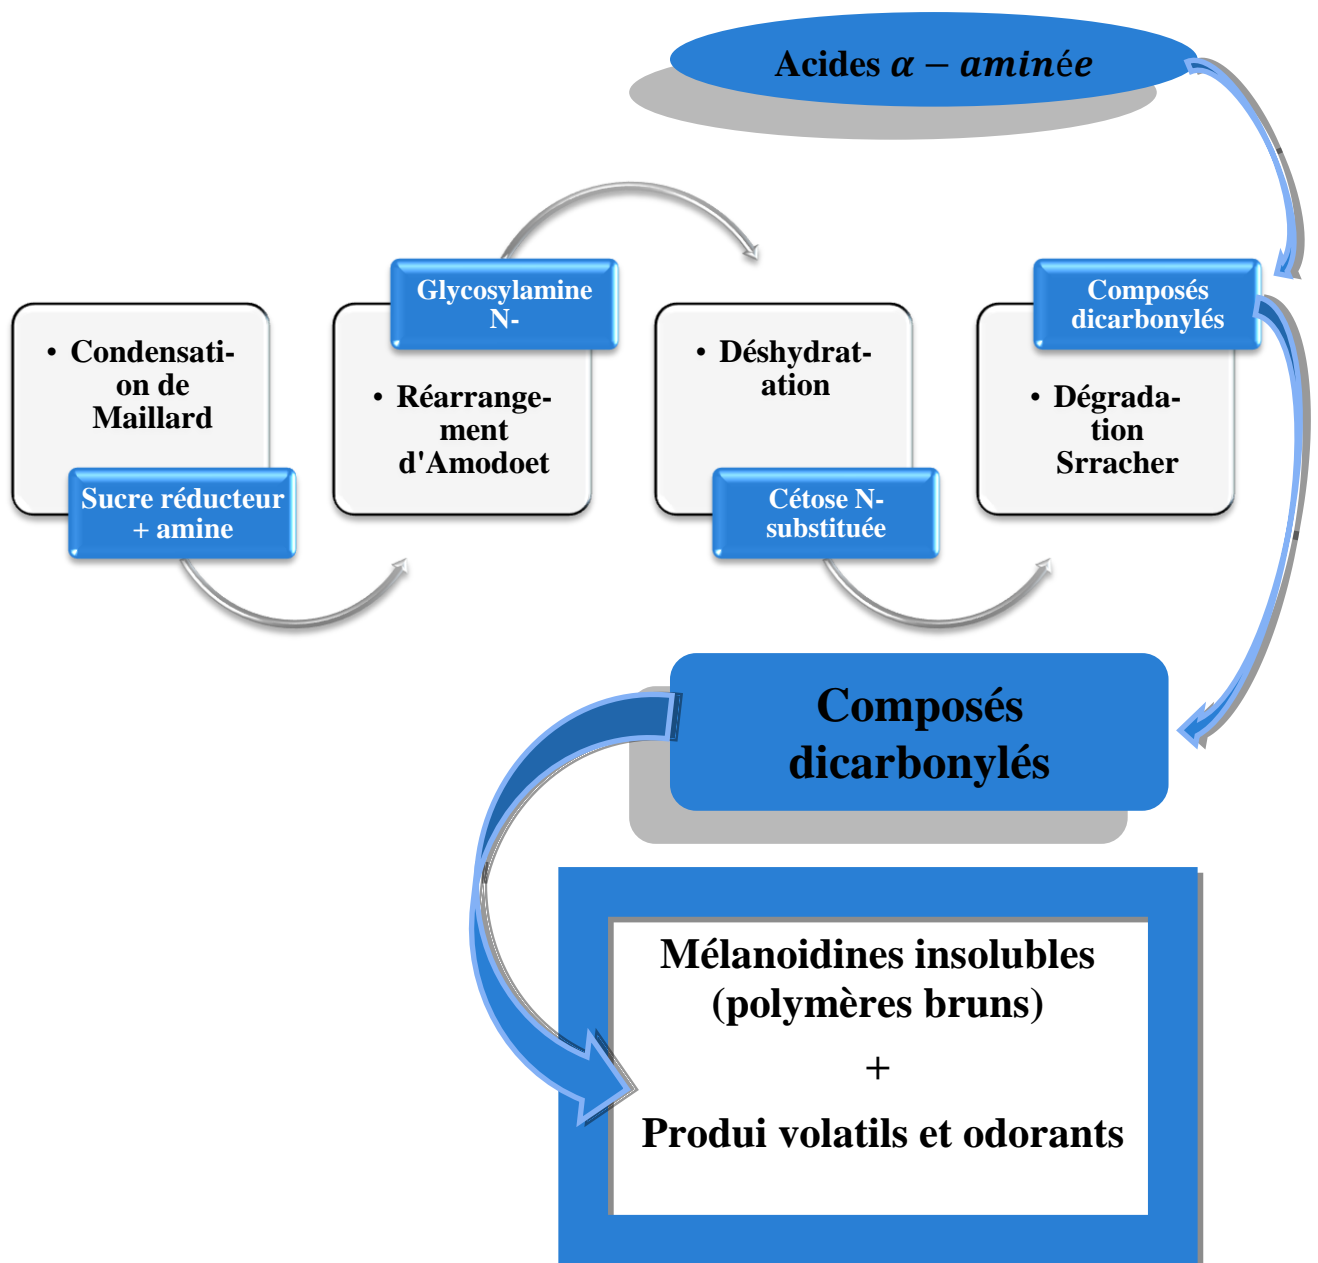 Acides α − aminée
Glycosylamine
N-
Composés
dicarbonylés
• Condensati-
on de
Maillard
• Réarrange-
ment
d'Amodoet
• Déshydrat-
ation
• Dégrada-
tion
Srracher
Sucre réducteur
+ amine
Cétose N-
substituée
Composés
dicarbonylés
Mélanoidines insolubles
(polymères bruns)
+
Produi volatils et odorants